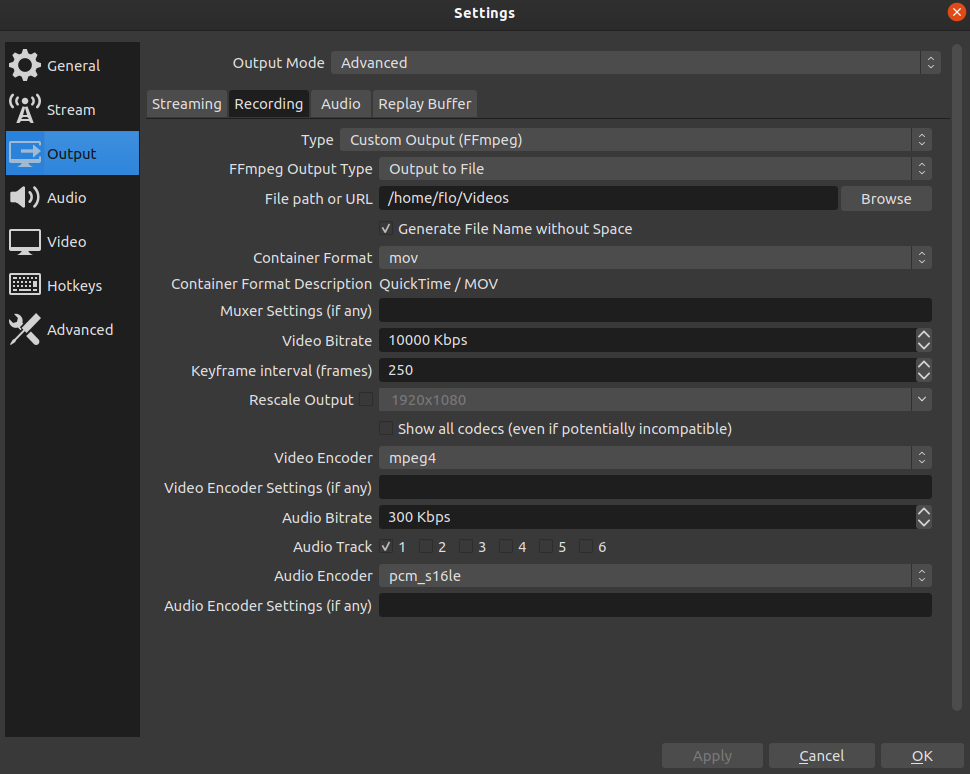 Settings
General
Stream
Output
Audio
Video
Hotkeys
Advanced
Output Mode Advanced
Streaming Recording Audio Replay Buffer
Type Custom Output (FFmpeg)
FFmpeg Output Type Output to File
File path or URL /home/flo/Videos Browse
Generate File Name without Space
Container Format mov
Container Format Description QuickTime / MOV
Muxer Settings (if any)
Video Bitrate 10000 Kbps
Keyframe interval (frames) 250
Rescale Output 1920x1080
Show all codecs (even if potentially incompatible)
Video Encoder mpeg4
Video Encoder Settings (if any)
Audio Bitrate 300 Kbps
Audio Track 1 2 3 4 5 6
Audio Encoder pcm_s16le
Audio Encoder Settings (if any)
Apply Cancel OK